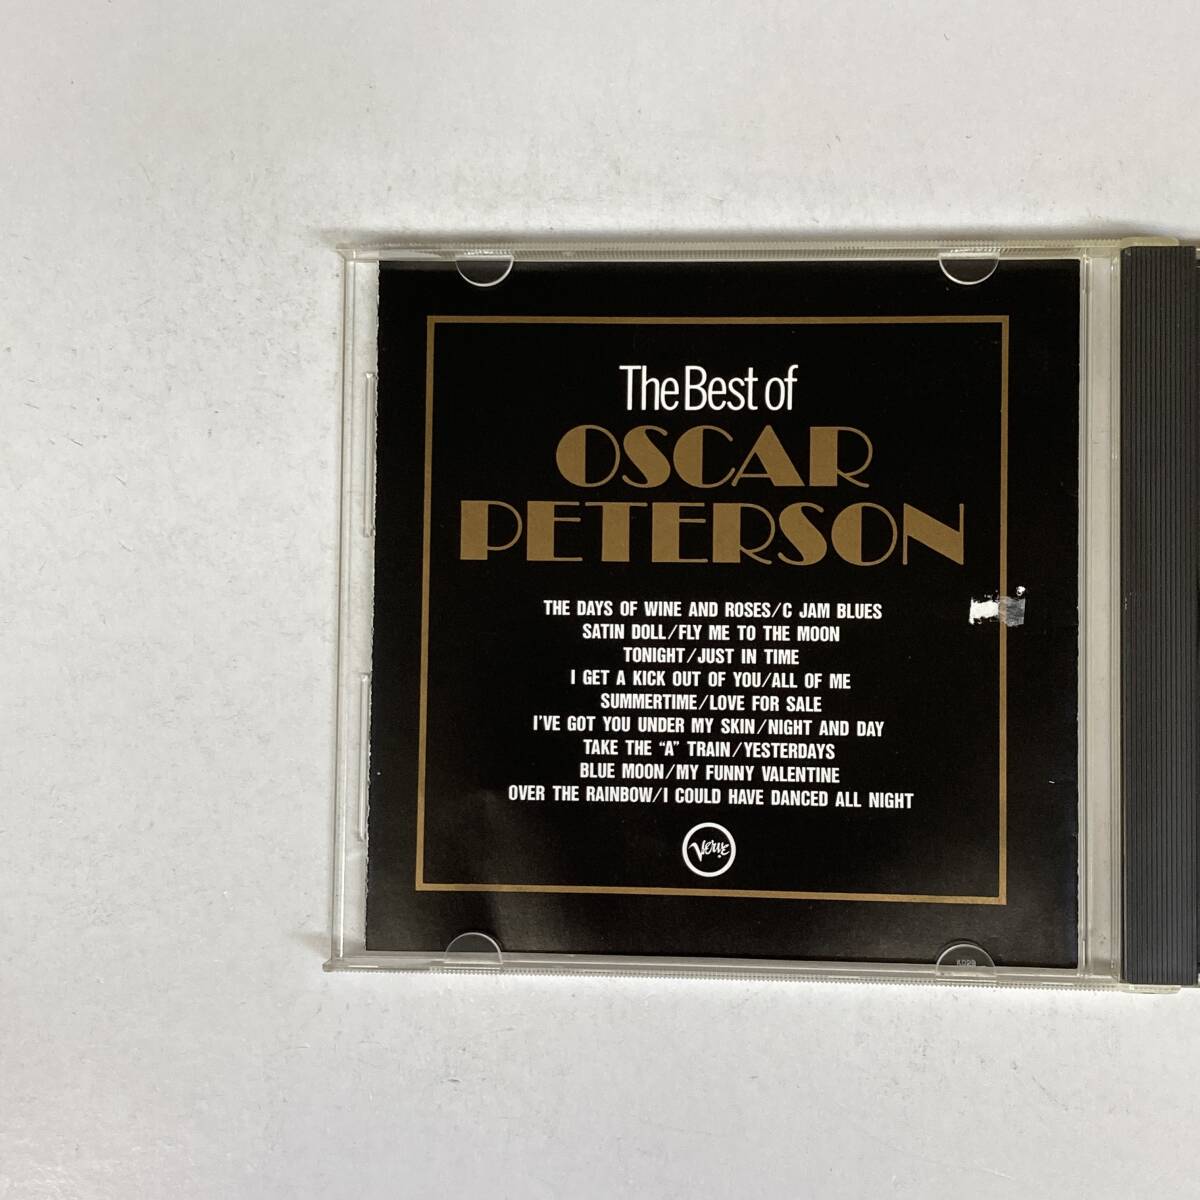 The Best of
OSCAR
PETERSON
THE DAYS OF WINE AND ROSES/C JAM BLUES
SATIN DOLL/FLY ME TO THE MOON
TONIGHT/JUST IN TIME
I GET A KICK OUT OF YOU/ALL OF ME
SUMMERTIME/LOVE FOR SALE
I'VE GOT YOU UNDER MY SKIN/NIGHT AND DAY
TAKE THE "A" TRAIN/YESTERDAYS
BLUE MOON/MY FUNNY VALENTINE
OVER THE RAINBOW/I COULD HAVE DANCED ALL NIGHT
Verve